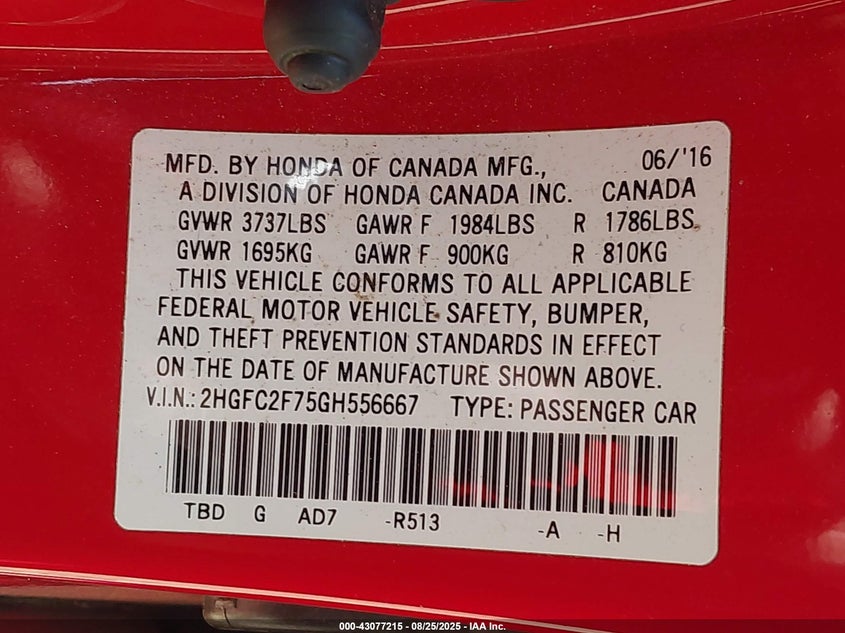 MFD. BY HONDA OF CANADA MFG., 06/'16
A DIVISION OF HONDA CANADA INC. CANADA
GVWR 3737LBS GAWR F 1984LBS R 1786LBS
GVWR 1695KG GAWR F 900KG R 810KG
THIS VEHICLE CONFORMS TO ALL APPLICABLE
FEDERAL MOTOR VEHICLE SAFETY, BUMPER,
AND THEFT PREVENTION STANDARDS IN EFFECT
ON THE DATE OF MANUFACTURE SHOWN ABOVE.
V.I.N.: 2HGFC2F75GH556667 TYPE: PASSENGER CAR
TBD G AD7 -R513 -A -H
000-43077215 - 08/25/2025 - IAA Inc.